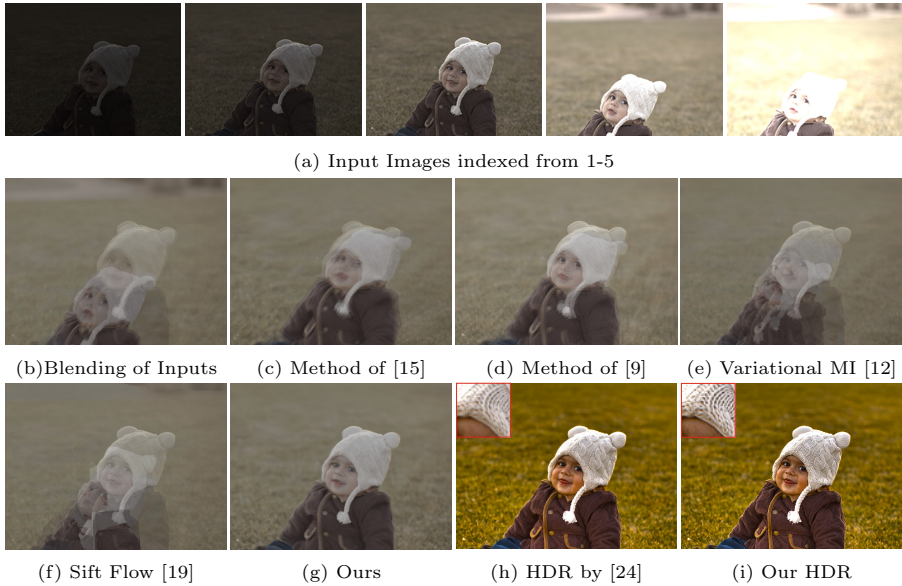 (a) Input Images indexed from 1-5
(b)Blending of Inputs (c) Method of [15] (d) Method of [9] (e) Variational MI [12]
(f) Sift Flow [19] (g) Ours (h) HDR by [24] (i) Our HDR